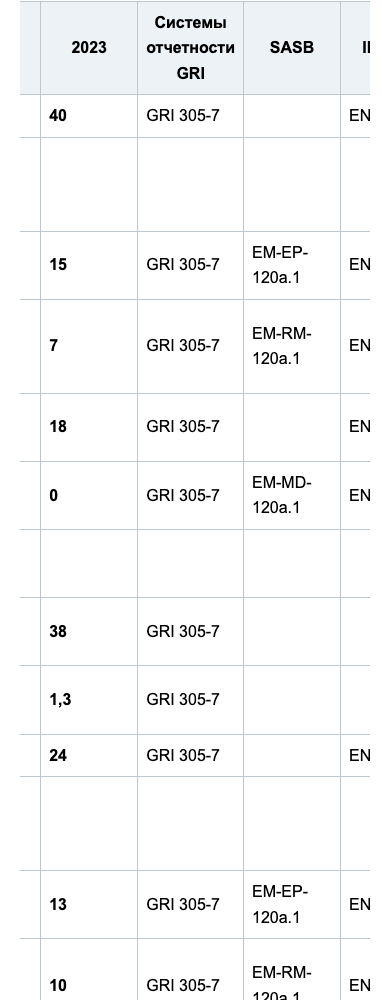 2023 Системы отчетности GRI SASB
40 GRI 305-7 EN
15 GRI 305-7 EM-EP-120a.1 EN
7 GRI 305-7 EM-RM-120a.1 EN
18 GRI 305-7 EN
0 GRI 305-7 EM-MD-120a.1 EN
38 GRI 305-7
1,3 GRI 305-7
24 GRI 305-7 EN
13 GRI 305-7 EM-EP-120a.1 EN
10 GRI 305-7 EM-RM-120a.1 EN